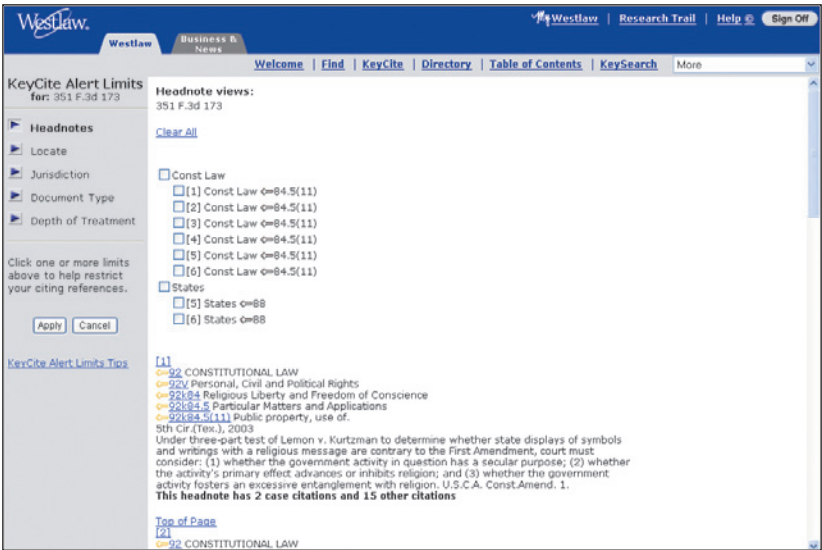 Westlaw.
Westlaw | Research Trail | Help | Sign Off
Westlaw
Business &
News
Welcome | Find | KeyCite | Directory | Table of Contents | KeySearch
More
KeyCite Alert Limits
for: 351 F.3d 173
Headnotes
Locate
Jurisdiction
Document Type
Depth of Treatment
Click one or more limits
above to help restrict
your citing references.
Apply Cancel
KeyCite Alert Limits Tips
Headnote views:
351 F.3d 173
Clear All
Const Law
[1] Const Law 84.5(11)
[2] Const Law 84.5(11)
[3] Const Law 84.5(11)
[4] Const Law 84.5(11)
[5] Const Law 84.5(11)
[6] Const Law 84.5(11)
States
[5] States 88
[6] States 88
[1]
92 CONSTITUTIONAL LAW
92V Personal, Civil and Political Rights
92k84 Religious Liberty and Freedom of Conscience
92k84.5 Particular Matters and Applications
92k84.5(11) Public property, use of.
5th Cir.(Tex.), 2003
Under three-part test of Lemon v. Kurtzman to determine whether state displays of symbols
and writings with a religious message are contrary to the First Amendment, court must
consider: (1) whether the government activity in question has a secular purpose; (2) whether
the activity's primary effect advances or inhibits religion; and (3) whether the government
activity fosters an excessive entanglement with religion. U.S.C.A. Const.Amend. 1.
This headnote has 2 case citations and 15 other citations
Top of Page
[2]
92 CONSTITUTIONAL LAW